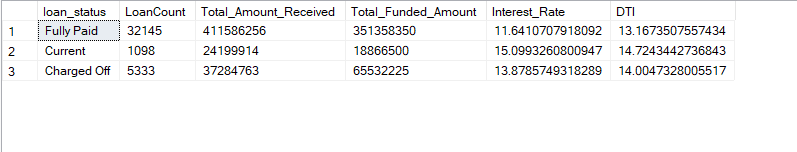 loan_status LoanCount Total_Amount_Received Total_Funded_Amount Interest_Rate DTI
1 Fully Paid 32145 411586256 351358350 11.6410707918092 13.1673507557434
2 Current 1098 24199914 18866500 15.0993260800947 14.7243442736843
3 Charged Off 5333 37284763 65532225 13.8785749318289 14.0047328005517